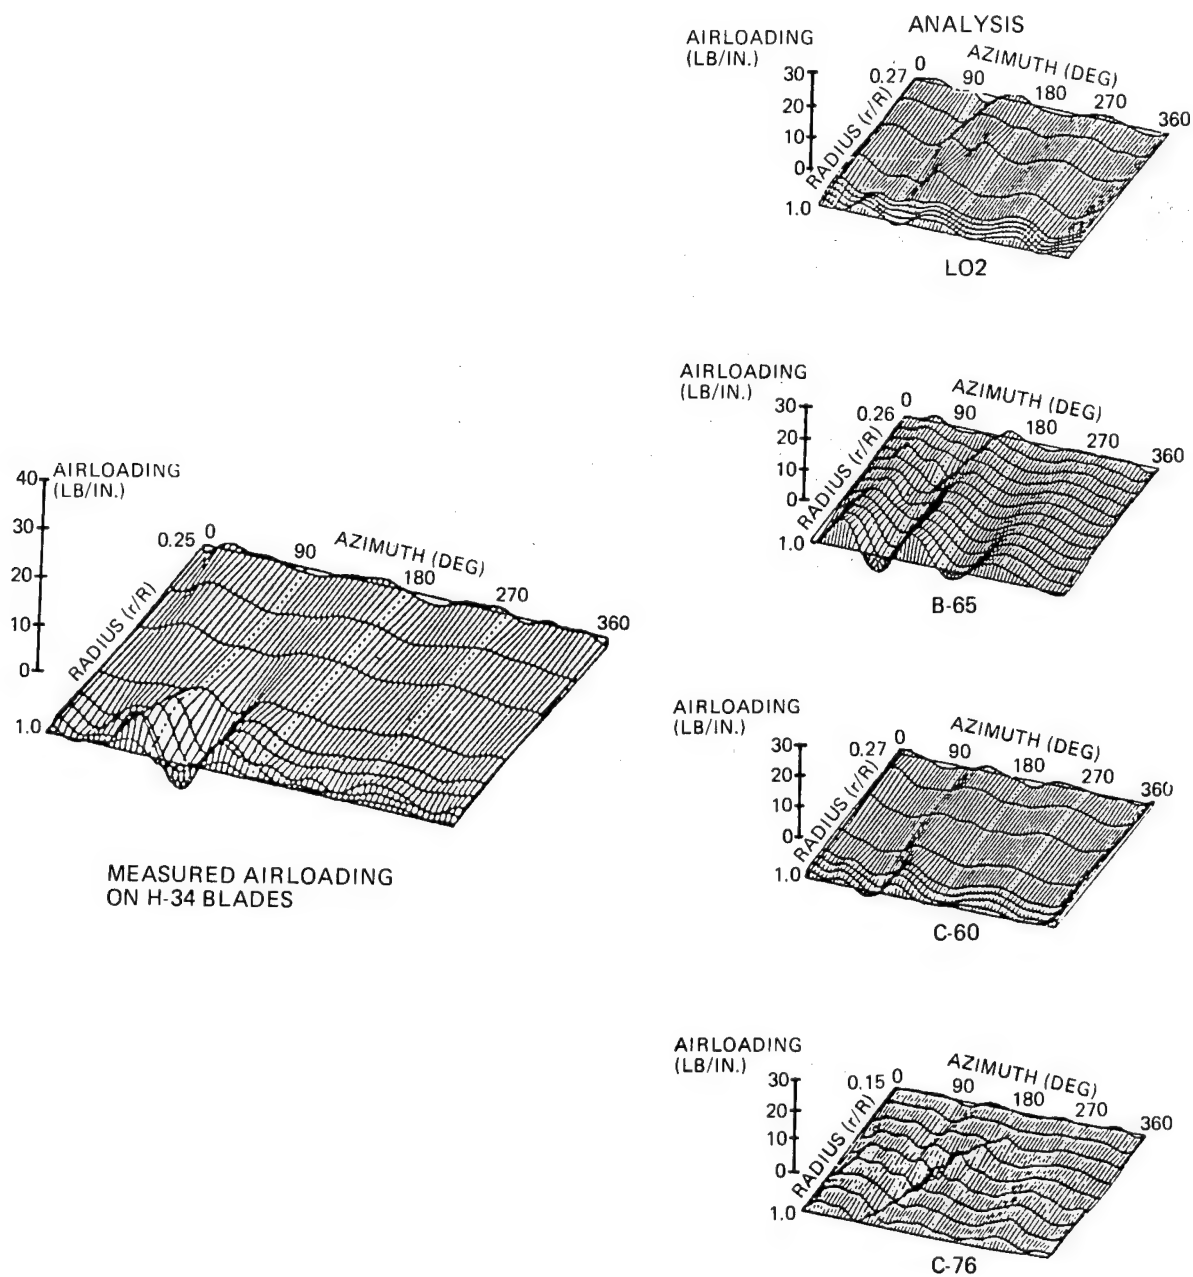 ANALYSIS
AIRLOADING
(LB/IN.)
AZIMUTH (DEG)
30
20
10
0
0.27
0
90
180
270
360
RADIUS (r/R)
1.0
LO2
AIRLOADING
(LB/IN.)
AZIMUTH (DEG)
30
20
10
0
0.26
0
90
180
270
360
RADIUS (r/R)
1.0
B-65
AIRLOADING
(LB/IN.)
40
30
20
10
0
0.25
0
90
AZIMUTH (DEG)
180
270
360
RADIUS (r/R)
1.0
MEASURED AIRLOADING
ON H-34 BLADES
AIRLOADING
(LB/IN.)
AZIMUTH (DEG)
30
20
10
0
0.27
0
90
180
270
360
RADIUS (r/R)
1.0
C-60
AIRLOADING
(LB/IN.)
AZIMUTH (DEG)
30
20
10
0
0.15
0
90
180
270
360
RADIUS (r/R)
1.0
C-76